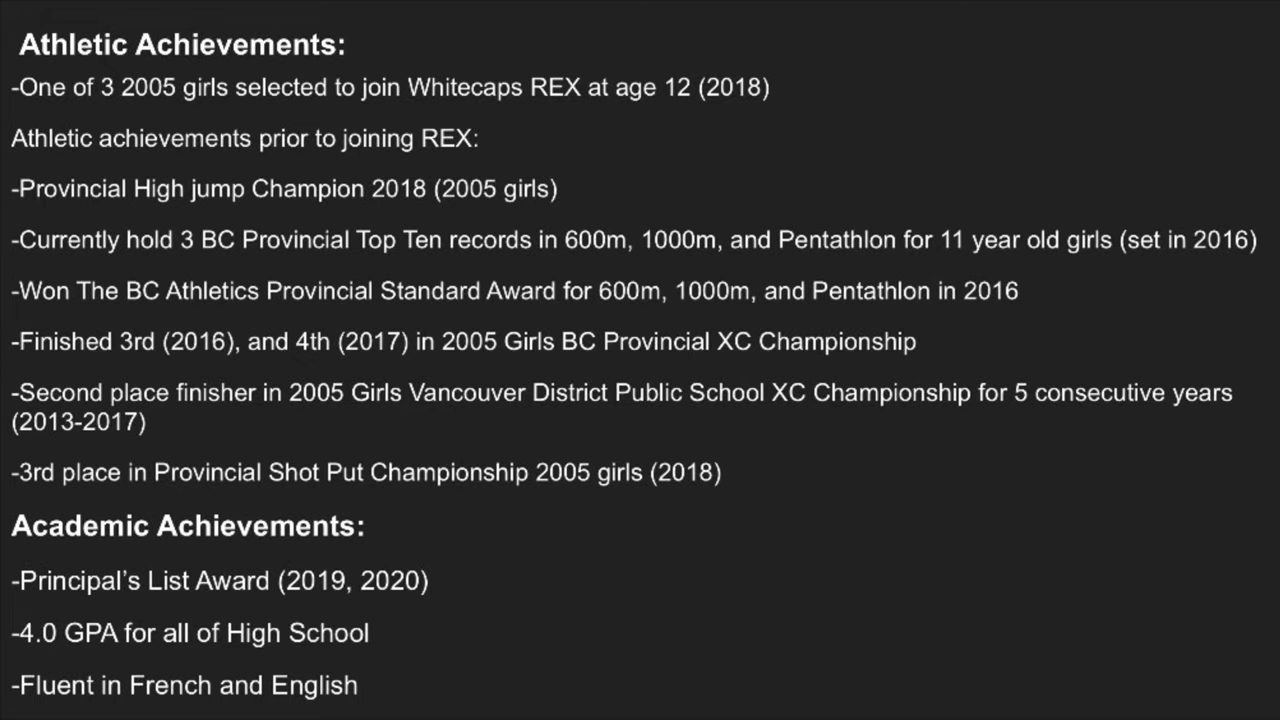 Athletic Achievements:
-One of 3 2005 girls selected to join Whitecaps REX at age 12 (2018)
Athletic achievements prior to joining REX:
-Provincial High jump Champion 2018 (2005 girls)
-Currently hold 3 BC Provincial Top Ten records in 600m, 1000m, and Pentathlon for 11 year old girls (set in 2016)
-Won The BC Athletics Provincial Standard Award for 600m, 1000m, and Pentathlon in 2016
-Finished 3rd (2016), and 4th (2017) in 2005 Girls BC Provincial XC Championship
-Second place finisher in 2005 Girls Vancouver District Public School XC Championship for 5 consecutive years
(2013-2017)
-3rd place in Provincial Shot Put Championship 2005 girls (2018)
Academic Achievements:
-Principal’s List Award (2019, 2020)
-4.0 GPA for all of High School
-Fluent in French and English